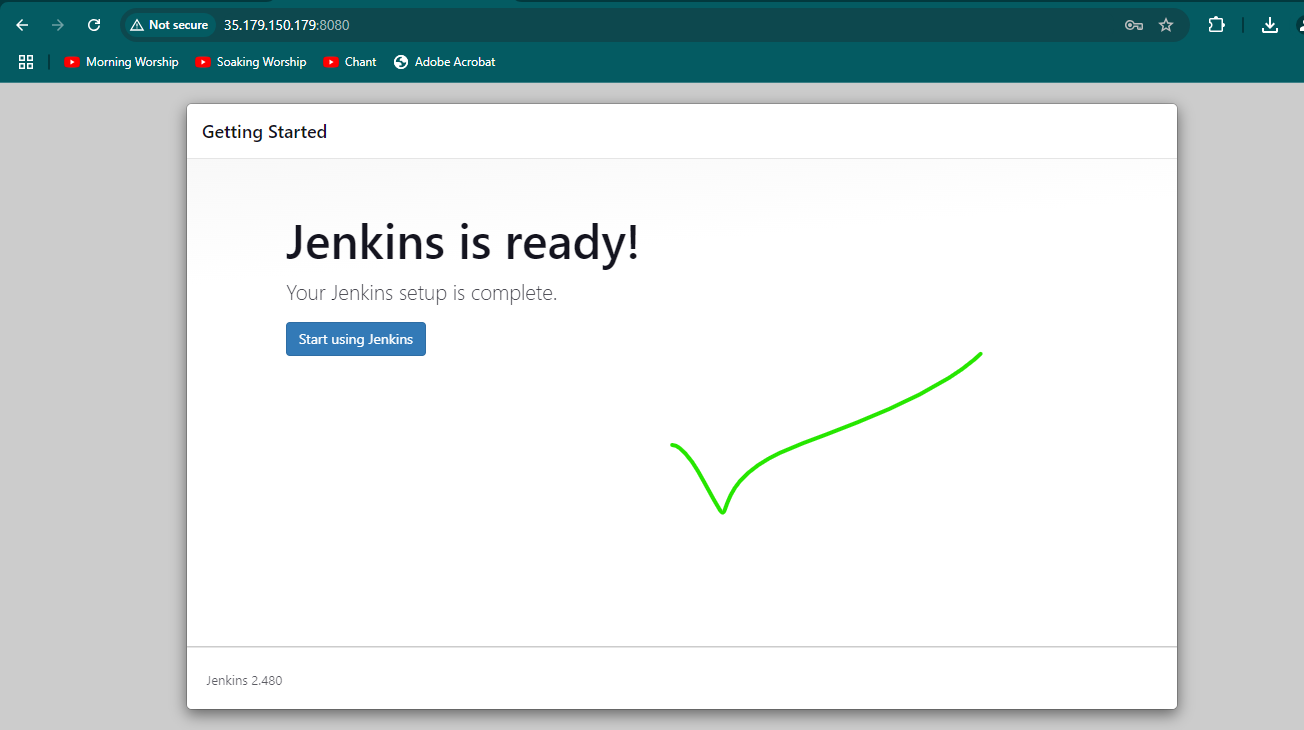 Not secure 35.179.150.179:8080
Morning Worship Soaking Worship Chant Adobe Acrobat
Getting Started
Jenkins is ready!
Your Jenkins setup is complete.
Start using Jenkins
Jenkins 2.480